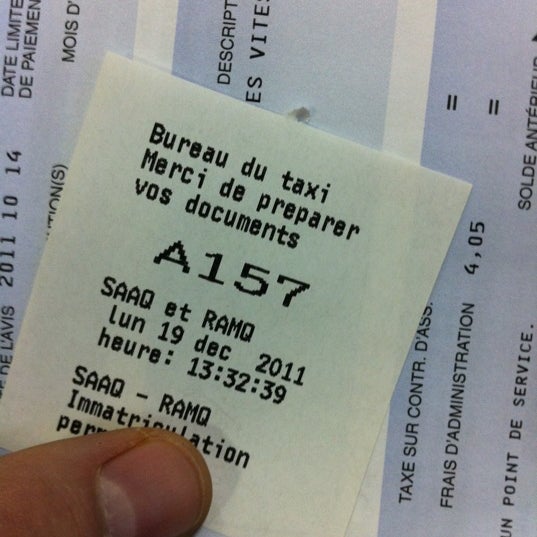 Bureau du taxi
Merci de preparer
vos documents
A157
SAAQ et RAMQ
lun 19 dec 2011
heure: 13:32:39
SAAQ - RAMQ
Immatriculation
DATE LIMITE
DE PAIEMEN
MOIS D'
DESCRIPT
ES VITES
DE L'AVIS 2011 10 14
TION(S)
TAXE SUR CONTR. D'ASS. =
FRAIS D'ADMINISTRATION 4,05 =
SOLDE ANTÉRIEUR
UN POINT DE SERVICE.